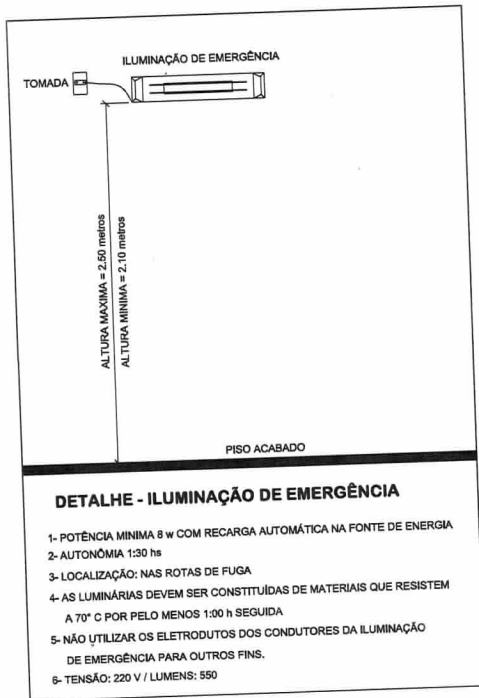 ILUMINAÇÃO DE EMERGÊNCIA
TOMADA
ALTURA MAXIMA = 2.50 metros
ALTURA MINIMA = 2.10 metros
PISO ACABADO
DETALHE - ILUMINAÇÃO DE EMERGÊNCIA
1- POTÊNCIA MINIMA 8 w COM RECARGA AUTOMÁTICA NA FONTE DE ENERGIA
2- AUTONÔMIA 1:30 hs
3- LOCALIZAÇÃO: NAS ROTAS DE FUGA
4- AS LUMINÁRIAS DEVEM SER CONSTITUÍDAS DE MATERIAIS QUE RESISTEM
A 70° C POR PELO MENOS 1:00 h SEGUIDA
5- NÃO UTILIZAR OS ELETRODUTOS DOS CONDUTORES DA ILUMINAÇÃO
DE EMERGÊNCIA PARA OUTROS FINS.
6- TENSÃO: 220 V / LUMENS: 550